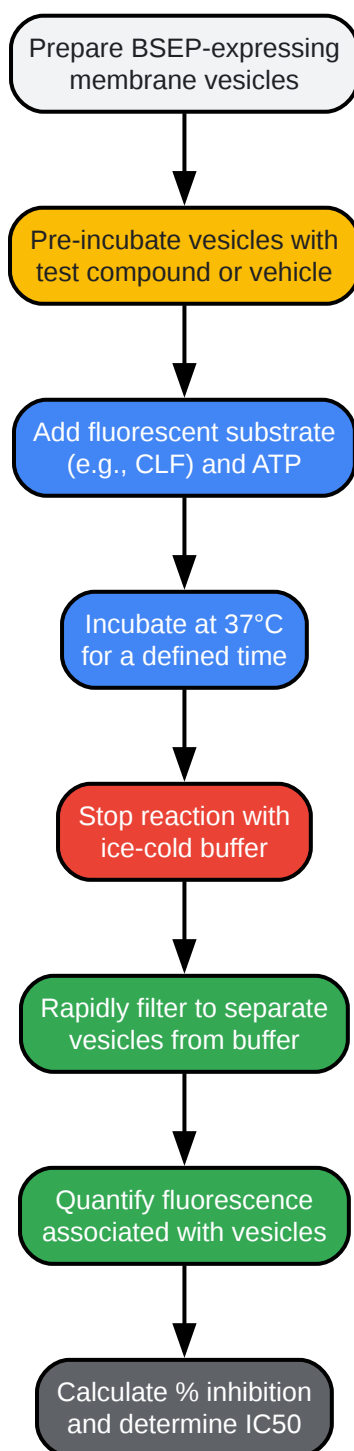 Prepare BSEP-expressing
membrane vesicles
Pre-incubate vesicles with
test compound or vehicle
Add fluorescent substrate
(e.g., CLF) and ATP
Incubate at 37°C
for a defined time
Stop reaction with
ice-cold buffer
Rapidly filter to separate
vesicles from buffer
Quantify fluorescence
associated with vesicles
Calculate % inhibition
and determine IC50